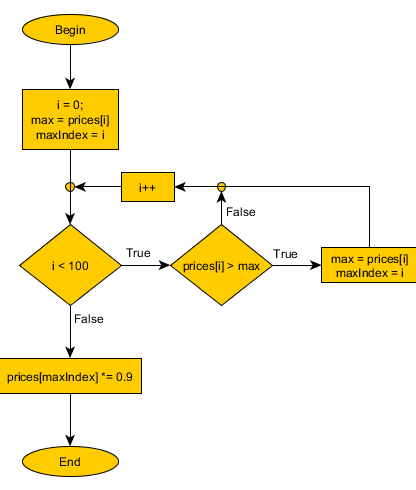 Begin
i = 0;
max = prices[i]
maxIndex = i
i++
False
i < 100
True
prices[i] > max
True
max = prices[i]
maxIndex = i
False
prices[maxIndex] *= 0.9
End